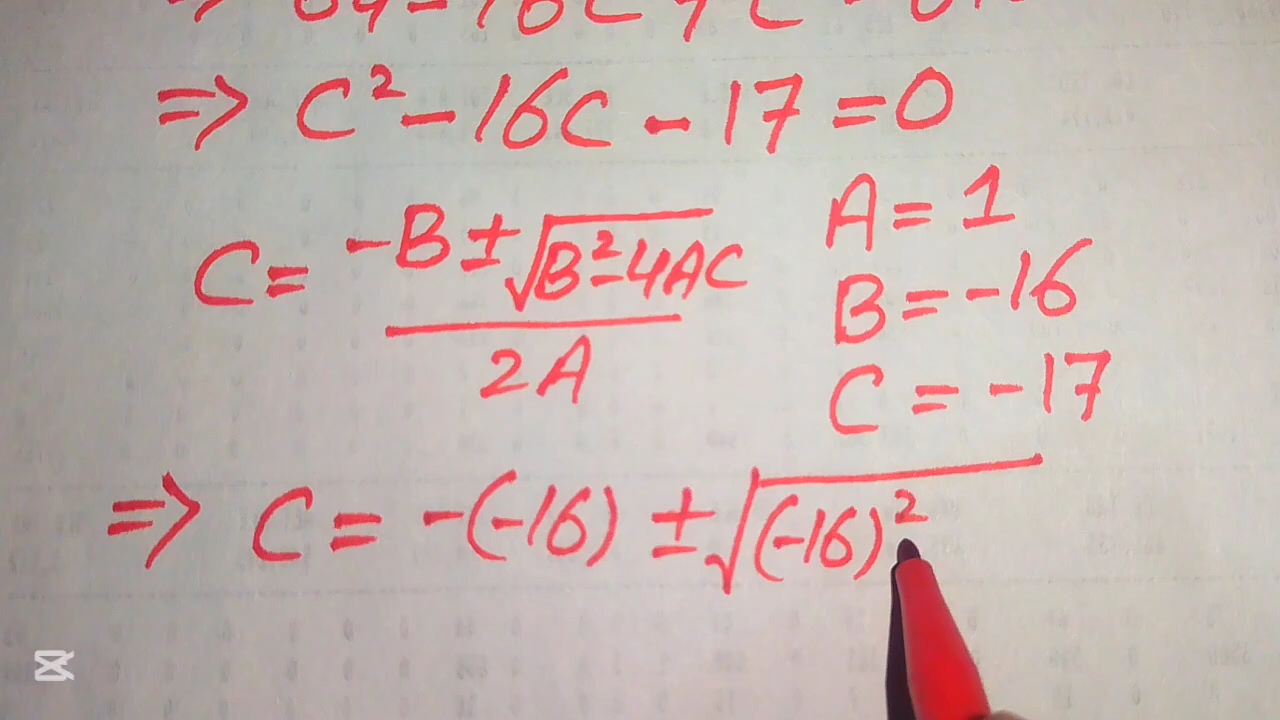 ⇒ C² - 16C - 17 = 0
C = -B ± √B² - 4AC / 2A
A = 1
B = -16
C = -17
⇒ C = -(-16) ± √(-16)²